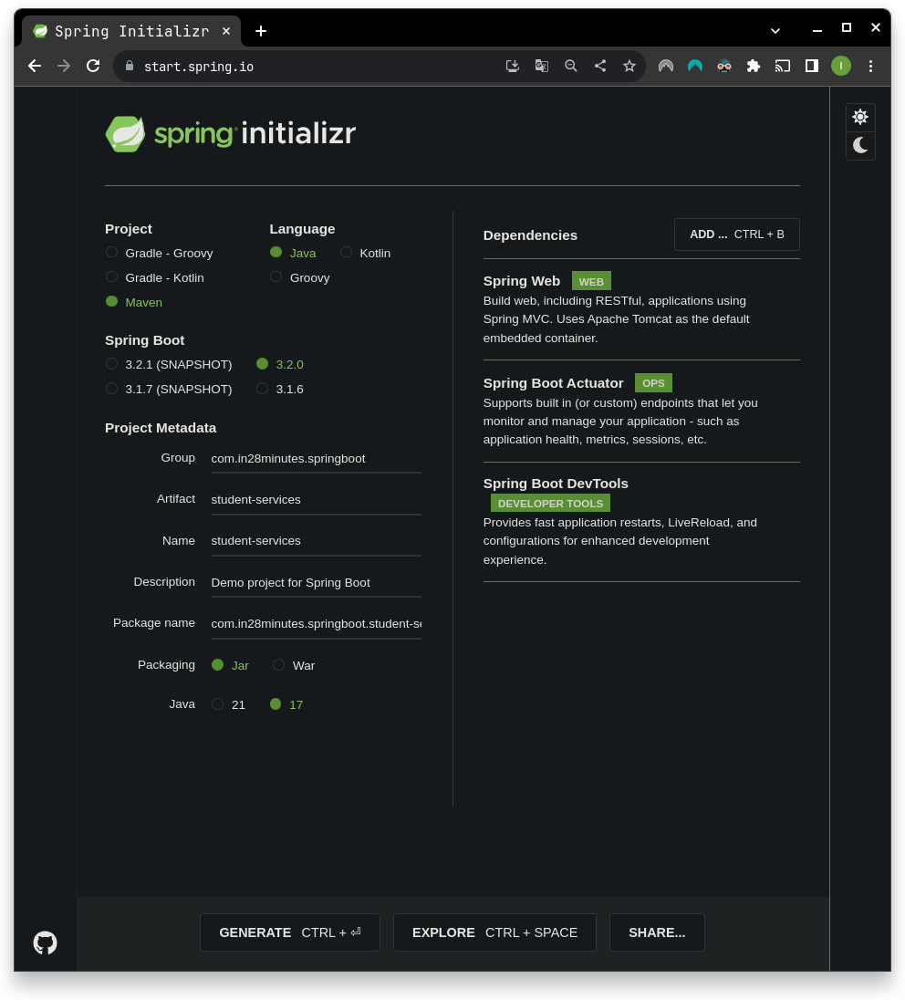 Spring Initializr
start.spring.io
I
spring initializr
Project
Gradle - Groovy
Gradle - Kotlin
Maven
Language
Java
Kotlin
Groovy
Spring Boot
3.2.1 (SNAPSHOT)
3.2.0
3.1.7 (SNAPSHOT)
3.1.6
Project Metadata
Group com.in28minutes.springboot
Artifact student-services
Name student-services
Description Demo project for Spring Boot
Package name com.in28minutes.springboot.student-se
Packaging Jar War
Java 21 17
Dependencies
ADD ... CTRL + B
Spring Web WEB
Build web, including RESTful, applications using
Spring MVC. Uses Apache Tomcat as the default
embedded container.
Spring Boot Actuator OPS
Supports built in (or custom) endpoints that let you
monitor and manage your application - such as
application health, metrics, sessions, etc.
Spring Boot DevTools
DEVELOPER TOOLS
Provides fast application restarts, LiveReload, and
configurations for enhanced development
experience.
GENERATE CTRL + ⏎
EXPLORE CTRL + SPACE
SHARE...